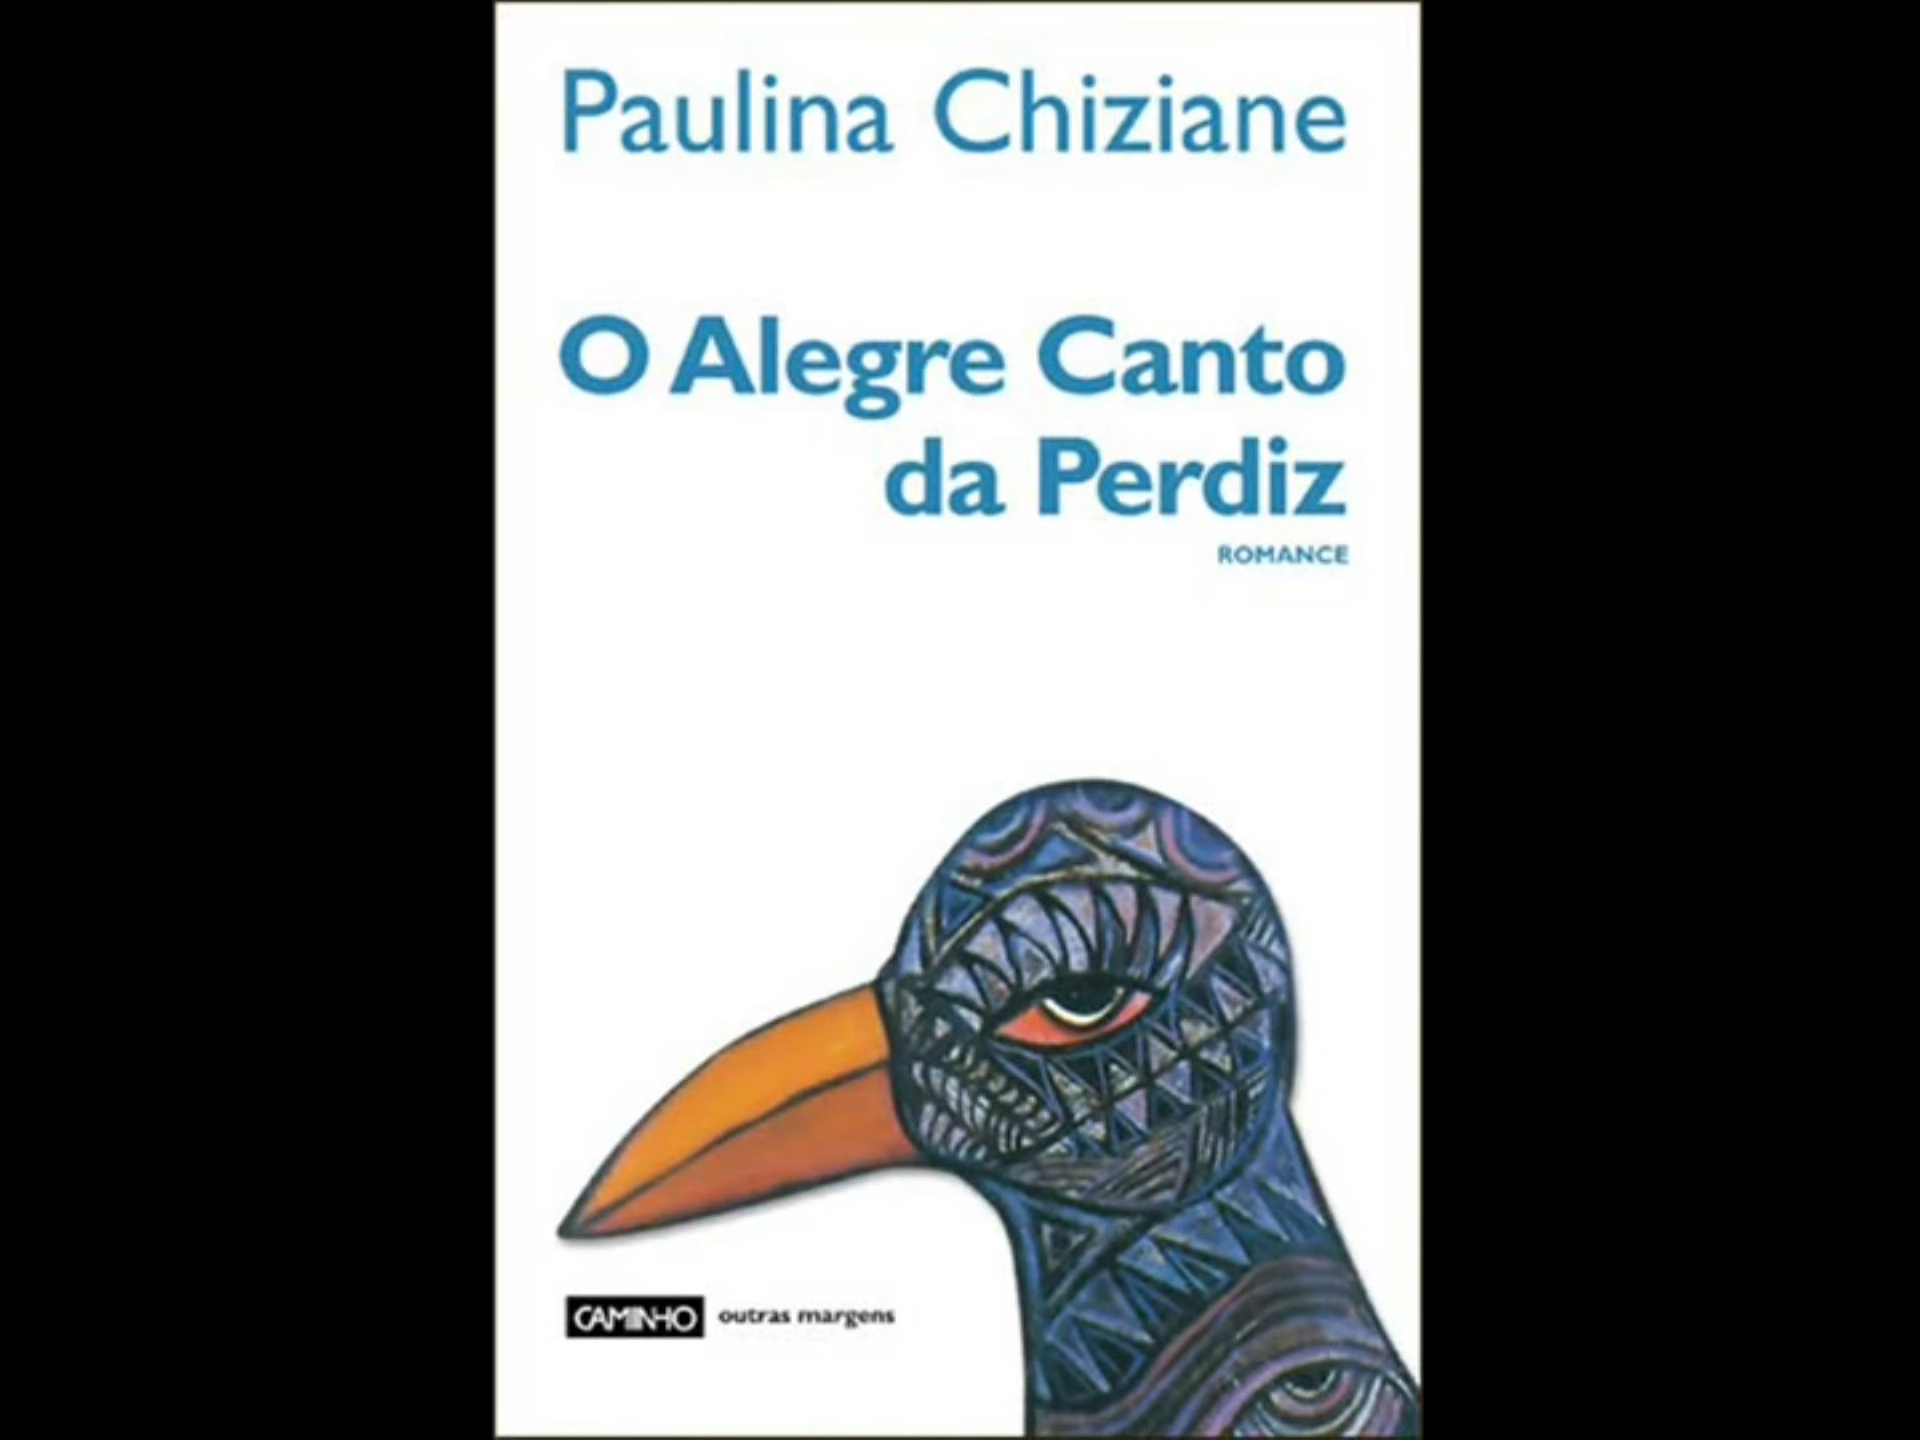 Paulina Chiziane
O Alegre Canto
da Perdiz
ROMANCE
CAMINHO outras margens